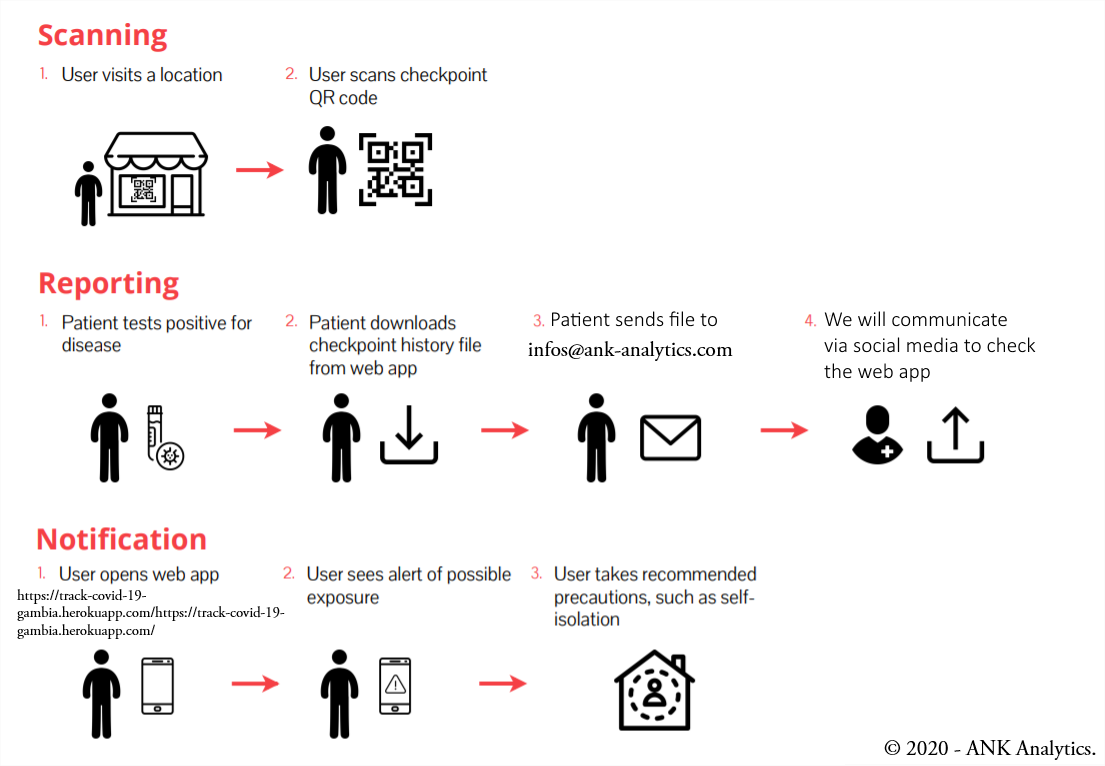 Scanning
1. User visits a location
2. User scans checkpoint
QR code
Reporting
1. Patient tests positive for
disease
2. Patient downloads
checkpoint history file
from web app
3. Patient sends file to
infos@ank-analytics.com
4. We will communicate
via social media to check
the web app
Notification
1. User opens web app
https://track-covid-19-
gambia.herokuapp.com/https://track-covid-19-
gambia.herokuapp.com/
2. User sees alert of possible
exposure
3. User takes recommended
precautions, such as self-
isolation
© 2020 - ANK Analytics.